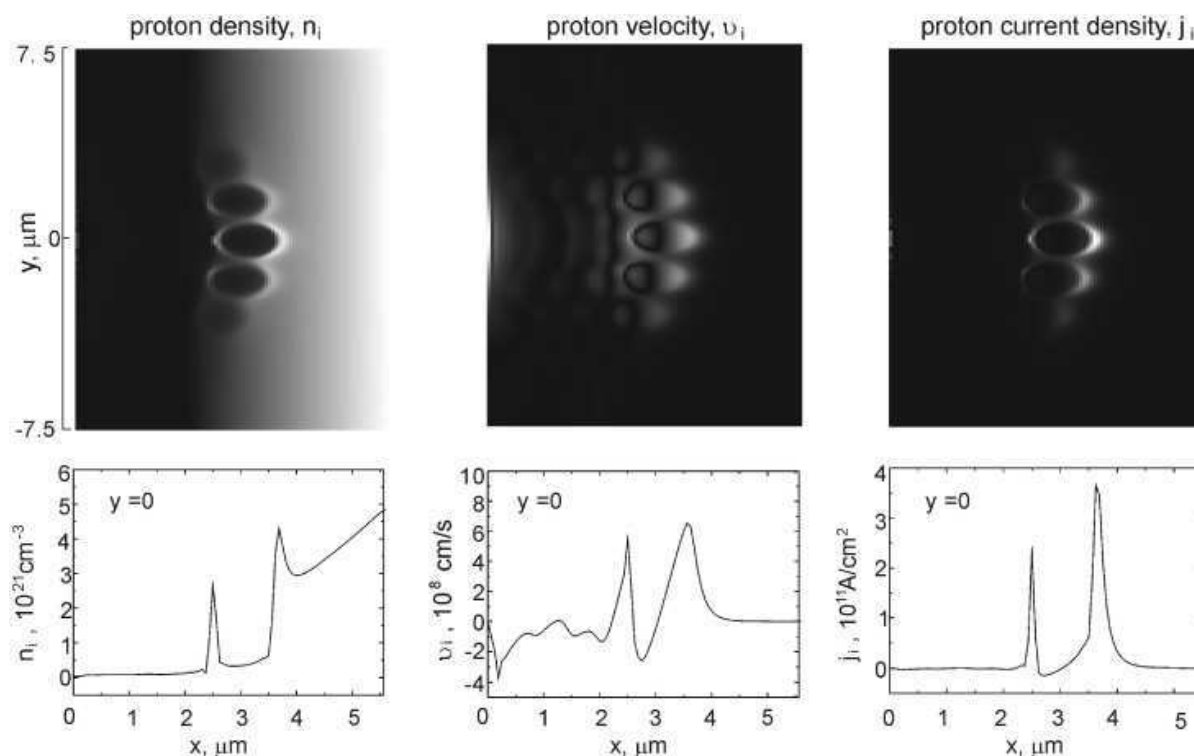 proton density, nᵢ
proton velocity, υᵢ
proton current density, jᵢ
7.5
y, μm
0
-7.5
6
5
4
3
2
1
0
nᵢ , 10²¹cm⁻³
y =0
0 1 2 3 4 5
x, μm
10
8
6
4
2
0
-2
-4
υᵢ , 10⁸ cm/s
y =0
0 1 2 3 4 5
x, μm
4
3
2
1
0
jᵢ, 10¹¹A/cm²
y =0
0 1 2 3 4 5
x, μm